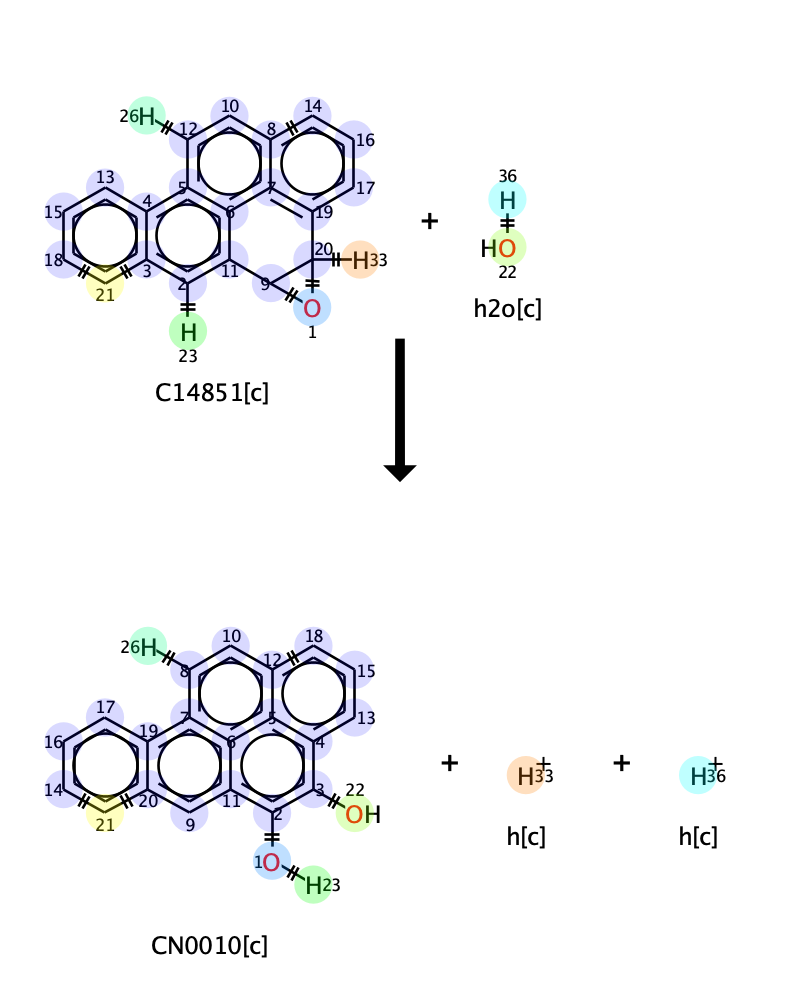 26H 12 10 8 14
16
13 5 7 17
15 4 6 19
18 3 11 20 H33
21 2 9
H O
23 1
C14851[c]
+
36
H
HO
22
h2o[c]
26H 8 10 12 18
15
17 7 5 13
16 19 6 4
14 20 11 3 22
21 9 2 OH
1O
H23
CN0010[c]
+
H+33
h[c]
+
H+36
h[c]